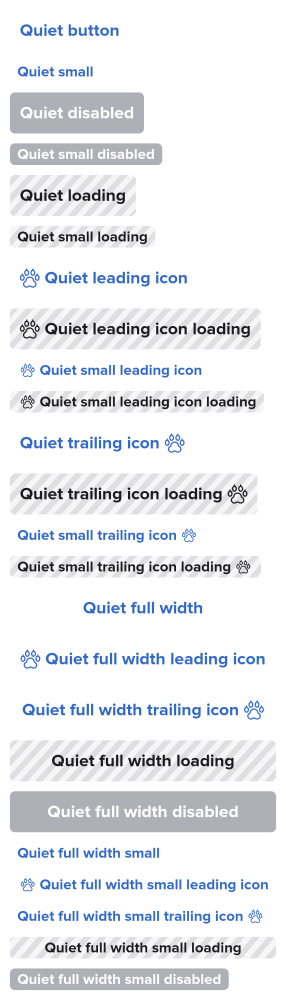 Quiet button
Quiet small
Quiet disabled
Quiet small disabled
Quiet loading
Quiet small loading
Quiet leading icon
Quiet leading icon loading
Quiet small leading icon
Quiet small leading icon loading
Quiet trailing icon
Quiet trailing icon loading
Quiet small trailing icon
Quiet small trailing icon loading
Quiet full width
Quiet full width leading icon
Quiet full width trailing icon
Quiet full width loading
Quiet full width disabled
Quiet full width small
Quiet full width small leading icon
Quiet full width small trailing icon
Quiet full width small loading
Quiet full width small disabled